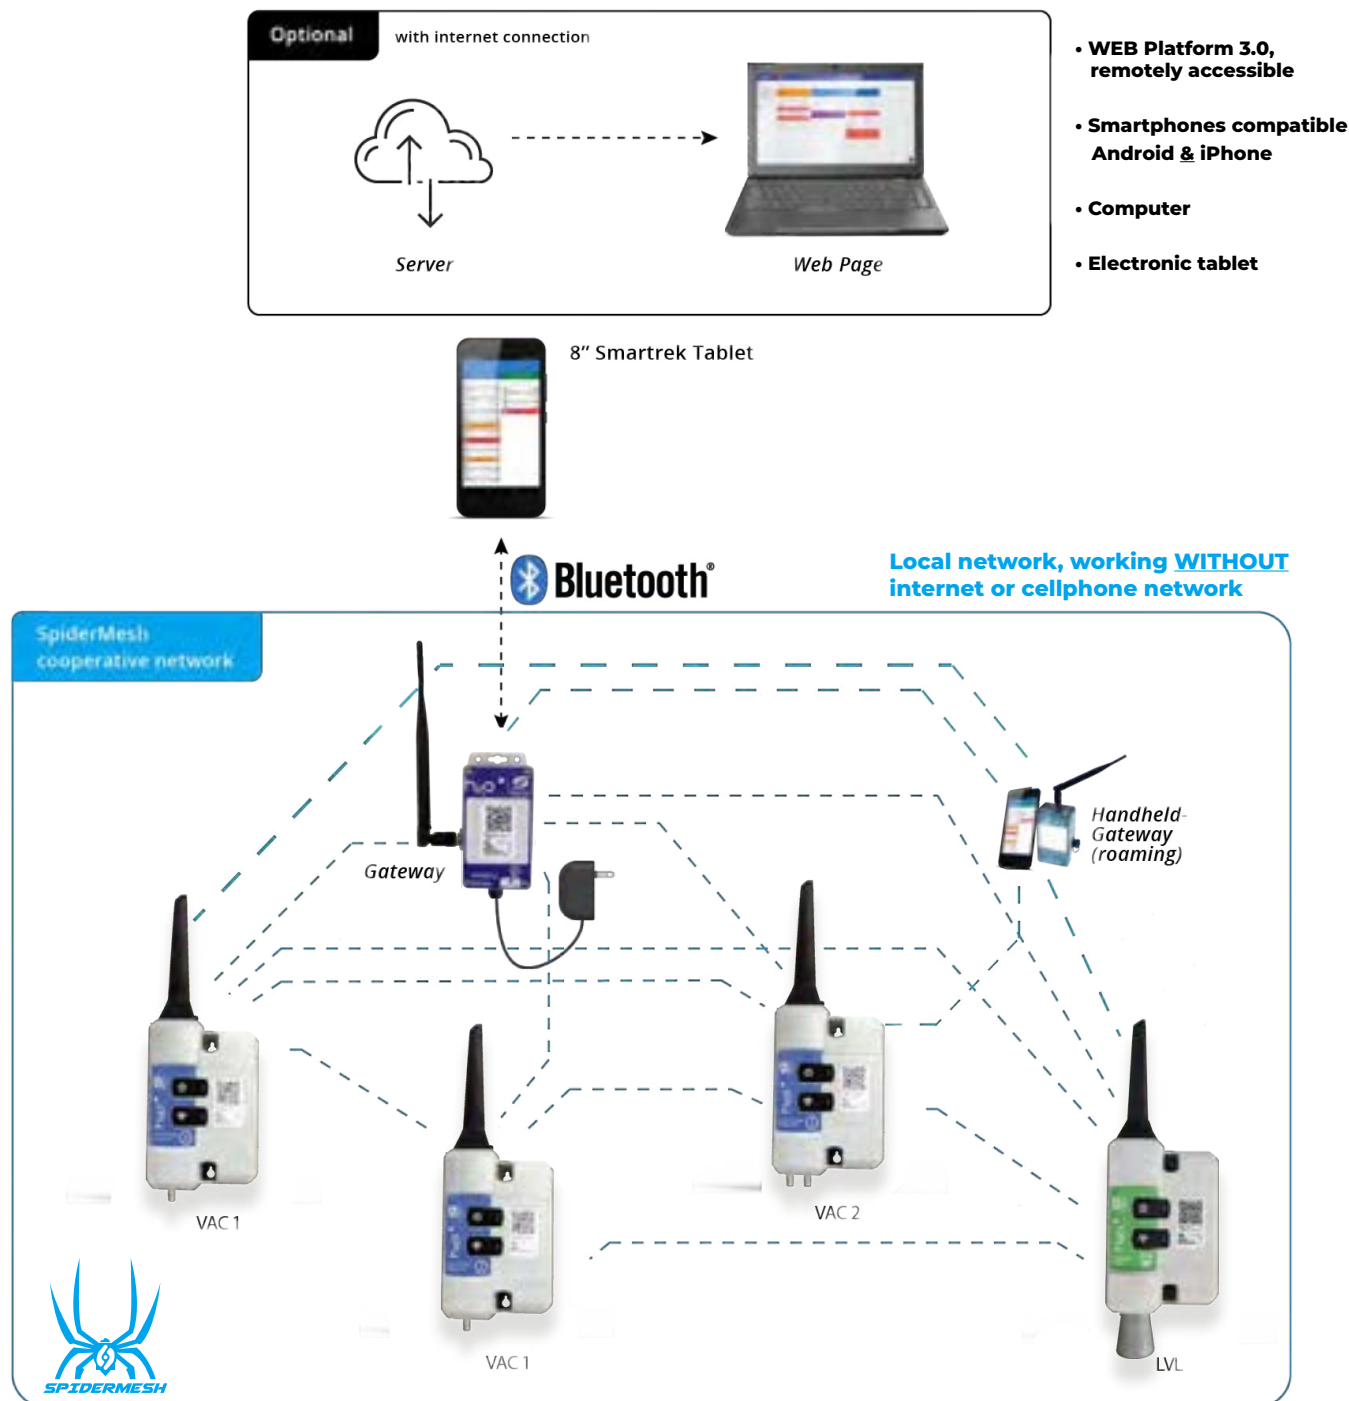 Optional
with internet connection
• WEB Platform 3.0,
remotely accessible
• Smartphones compatible
Android & iPhone
• Computer
• Electronic tablet
Server
Web Page
8’’ Smartrek Tablet
Bluetooth®
Local network, working WITHOUT
internet or cellphone network
SpiderMesh
cooperative network
Gateway
Handheld-
Gateway
(roaming)
VAC 1
VAC 2
VAC 1
LVL
SPIDERMESH